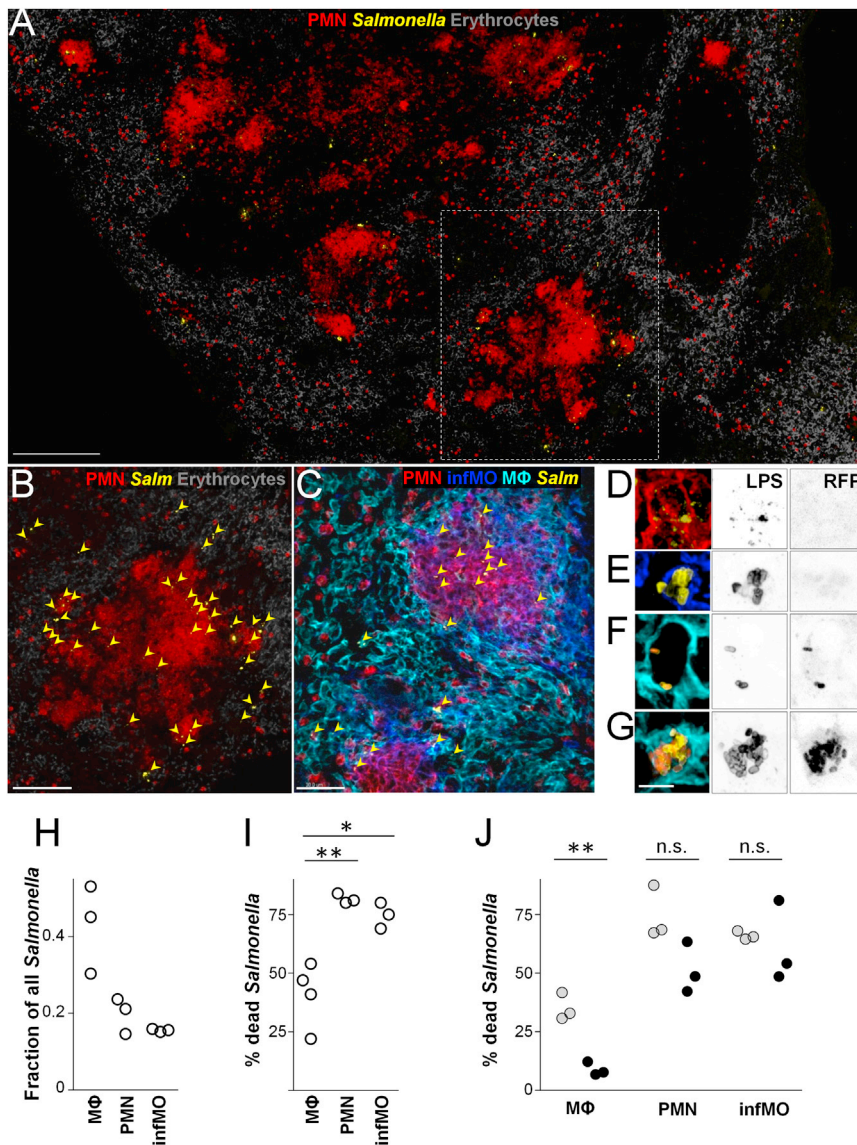 A
PMN Salmonella Erythrocytes
B
PMN Salm Erythrocytes
C
PMN infMO MΦ Salm
D
LPS
RFP
E
F
G
H
Fraction of all Salmonella
0.4
0.2
0
MΦ
PMN
infMO
I
% dead Salmonella
75
50
25
0
*
**
MΦ
PMN
infMO
J
% dead Salmonella
75
50
25
0
**
n.s.
n.s.
MΦ
PMN
infMO